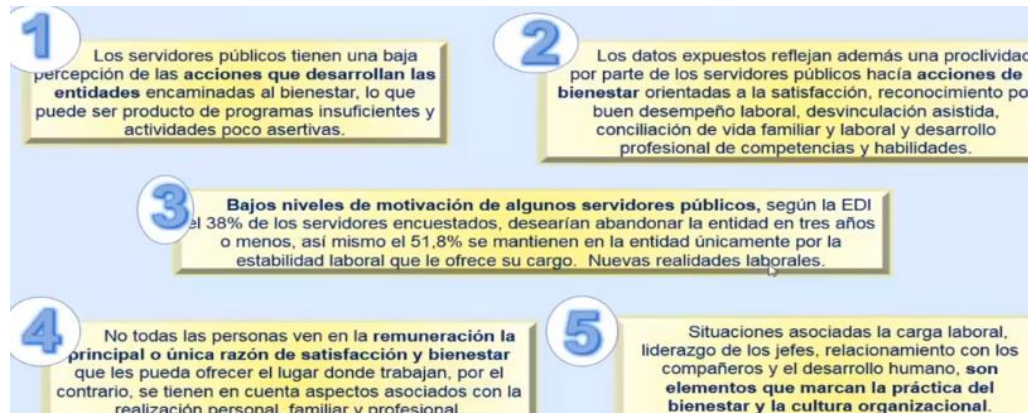 1
Los servidores públicos tienen una baja
percepción de las acciones que desarrollan las
entidades encaminadas al bienestar, lo que
puede ser producto de programas insuficientes y
actividades poco asertivas.
2
Los datos expuestos reflejan además una proclividad
por parte de los servidores públicos hacía acciones de
bienestar orientadas a la satisfacción, reconocimiento po
buen desempeño laboral, desvinculación asistida,
conciliación de vida familiar y laboral y desarrollo
profesional de competencias y habilidades.
3
Bajos niveles de motivación de algunos servidores públicos, según la EDI
el 38% de los servidores encuestados, desearían abandonar la entidad en tres años
o menos, así mismo el 51,8% se mantienen en la entidad únicamente por la
estabilidad laboral que le ofrece su cargo. Nuevas realidades laborales.
4
No todas las personas ven en la remuneración la
principal o única razón de satisfacción y bienestar
que les pueda ofrecer el lugar donde trabajan, por el
contrario, se tienen en cuenta aspectos asociados con la
realización personal, familiar y profesional
5
Situaciones asociadas la carga laboral,
liderazgo de los jefes, relacionamiento con los
compañeros y el desarrollo humano, son
elementos que marcan la práctica del
bienestar y la cultura organizacional.